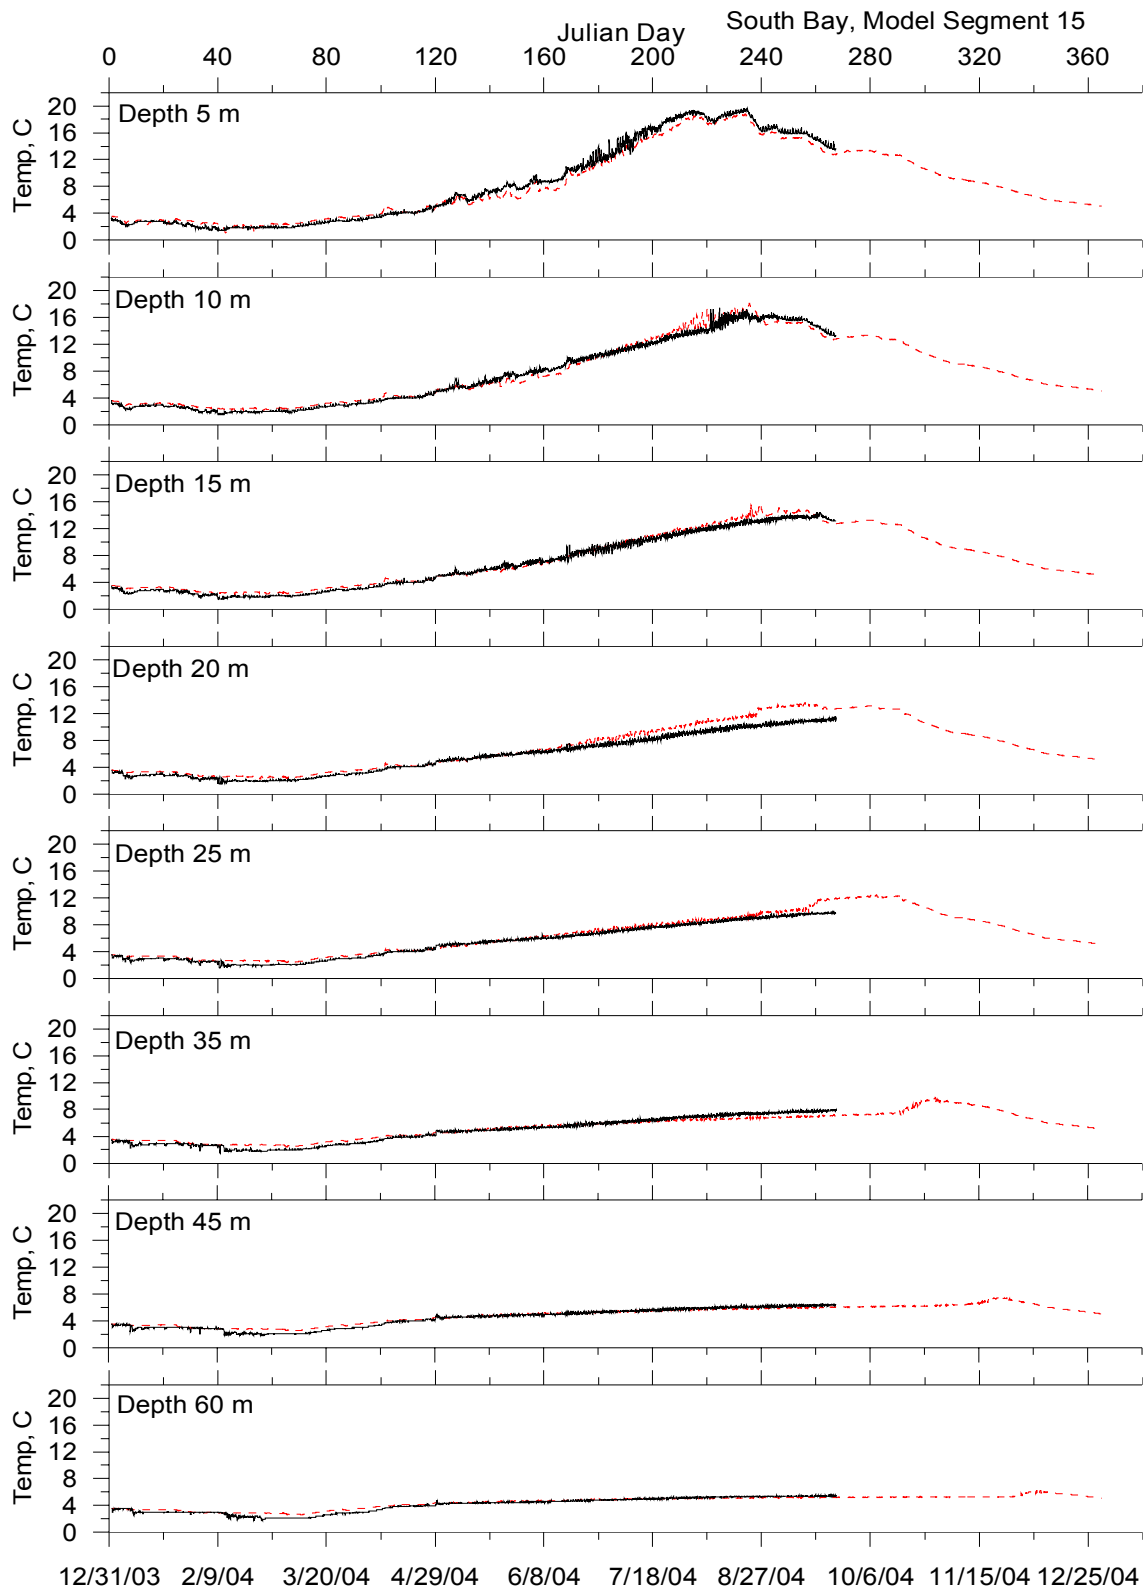 South Bay, Model Segment 15
Julian Day
0 40 80 120 160 200 240 280 320 360
Depth 5 m
Temp, C
20
16
12
8
4
0
Depth 10 m
Temp, C
20
16
12
8
4
0
Depth 15 m
Temp, C
20
16
12
8
4
0
Depth 20 m
Temp, C
20
16
12
8
4
0
Depth 25 m
Temp, C
20
16
12
8
4
0
Depth 35 m
Temp, C
20
16
12
8
4
0
Depth 45 m
Temp, C
20
16
12
8
4
0
Depth 60 m
Temp, C
20
16
12
8
4
0
12/31/03 2/9/04 3/20/04 4/29/04 6/8/04 7/18/04 8/27/04 10/6/04 11/15/04 12/25/04